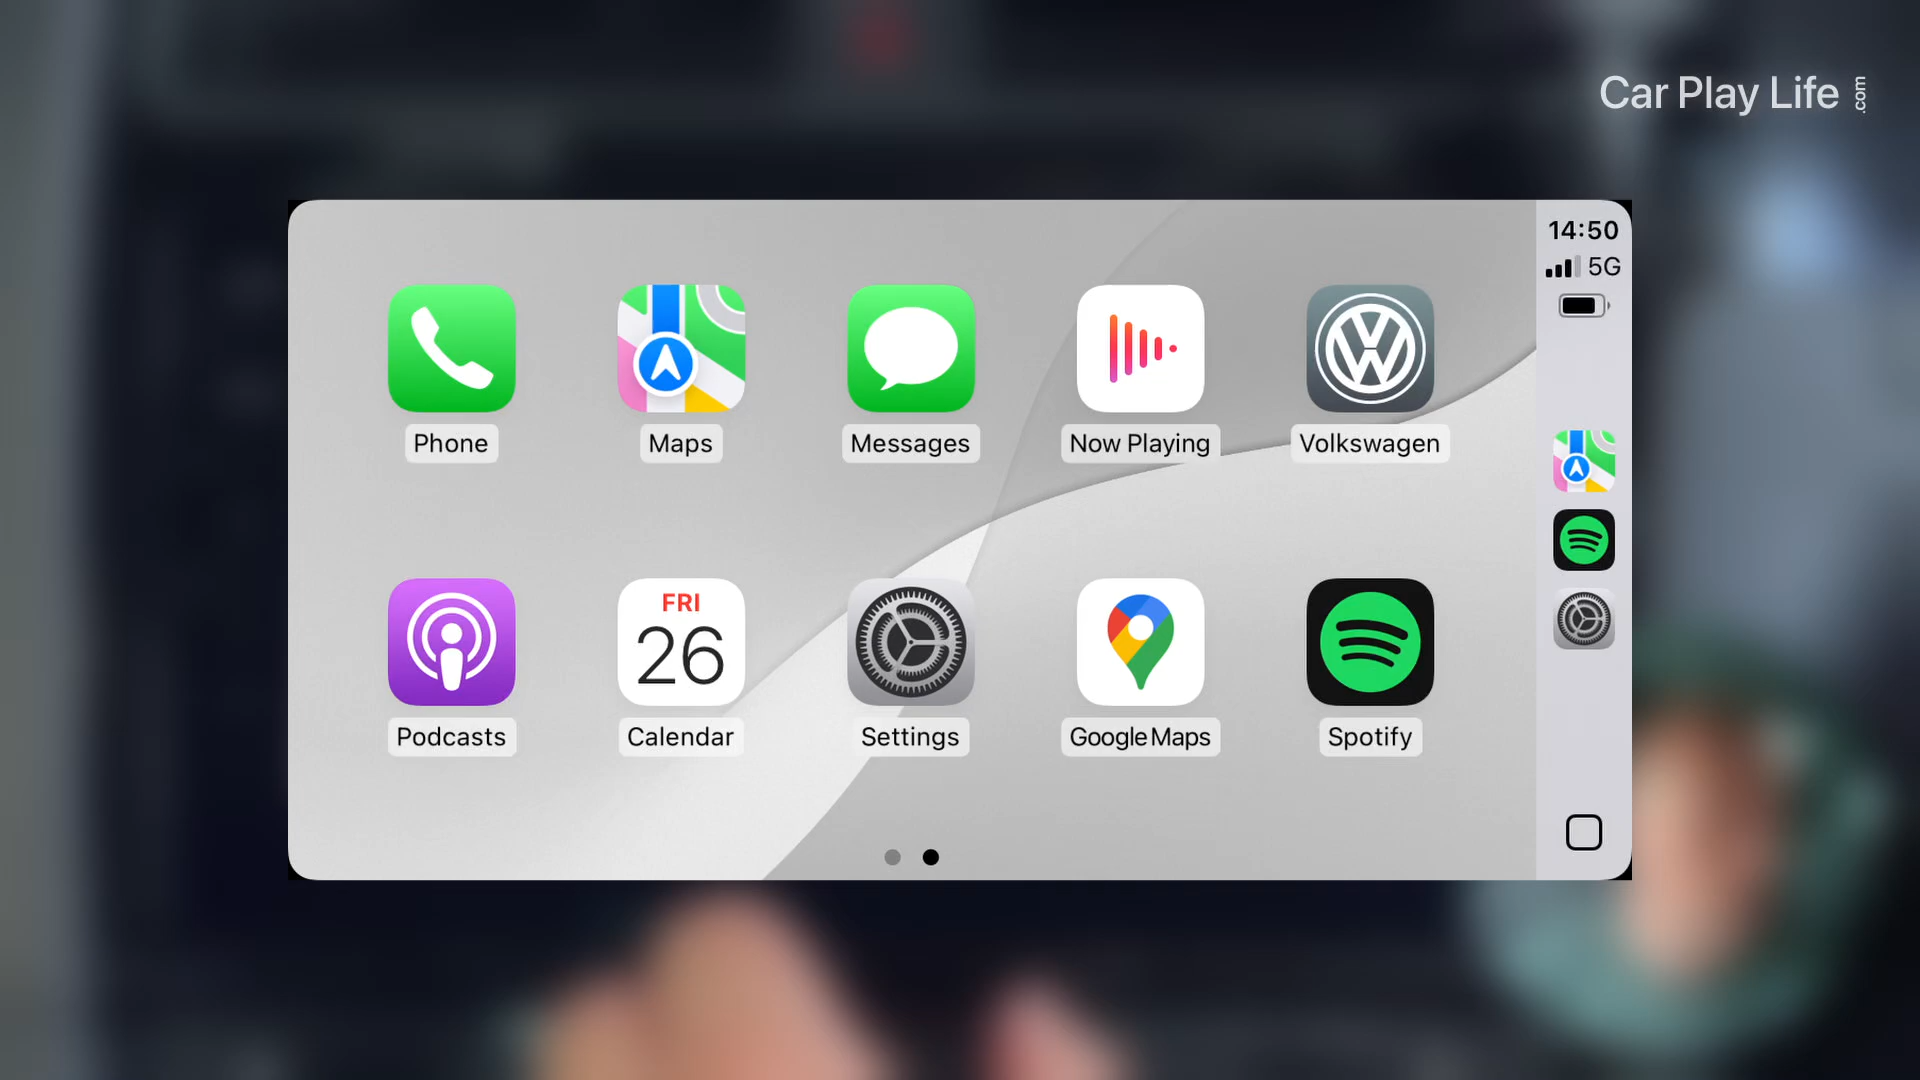 Car Play Life .com
14:50
5G
Phone
Maps
Messages
Now Playing
Volkswagen
FRI
26
Podcasts
Calendar
Settings
Google Maps
Spotify